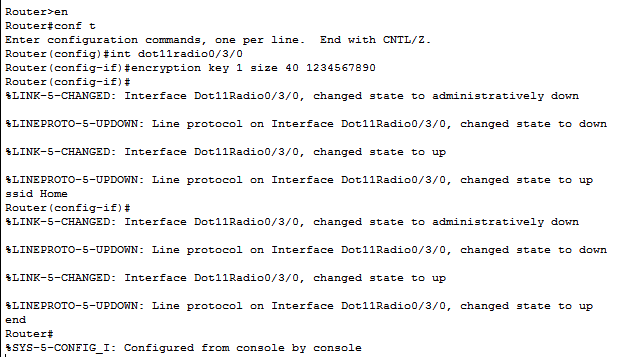 Router>en
Router#conf t
Enter configuration commands, one per line.  End with CNTL/Z.
Router(config)#int dot11radio0/3/0
Router(config-if)#encryption key 1 size 40 1234567890
Router(config-if)#
%LINK-5-CHANGED: Interface Dot11Radio0/3/0, changed state to administratively down
%LINEPROTO-5-UPDOWN: Line protocol on Interface Dot11Radio0/3/0, changed state to down
%LINK-5-CHANGED: Interface Dot11Radio0/3/0, changed state to up
%LINEPROTO-5-UPDOWN: Line protocol on Interface Dot11Radio0/3/0, changed state to up
ssid Home
Router(config-if)#
%LINK-5-CHANGED: Interface Dot11Radio0/3/0, changed state to administratively down
%LINEPROTO-5-UPDOWN: Line protocol on Interface Dot11Radio0/3/0, changed state to down
%LINK-5-CHANGED: Interface Dot11Radio0/3/0, changed state to up
%LINEPROTO-5-UPDOWN: Line protocol on Interface Dot11Radio0/3/0, changed state to up
end
Router#
%SYS-5-CONFIG_I: Configured from console by console